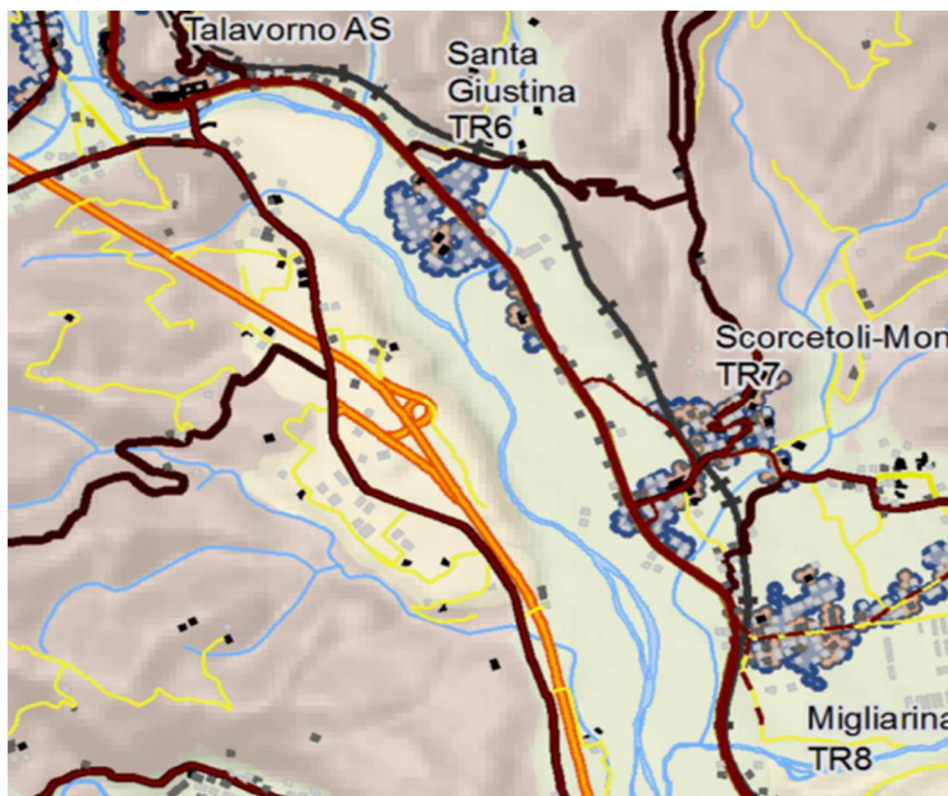 Talavorno AS
Santa
Giustina
TR6
Scorcetoli-Mon
TR7
Migliarina
TR8